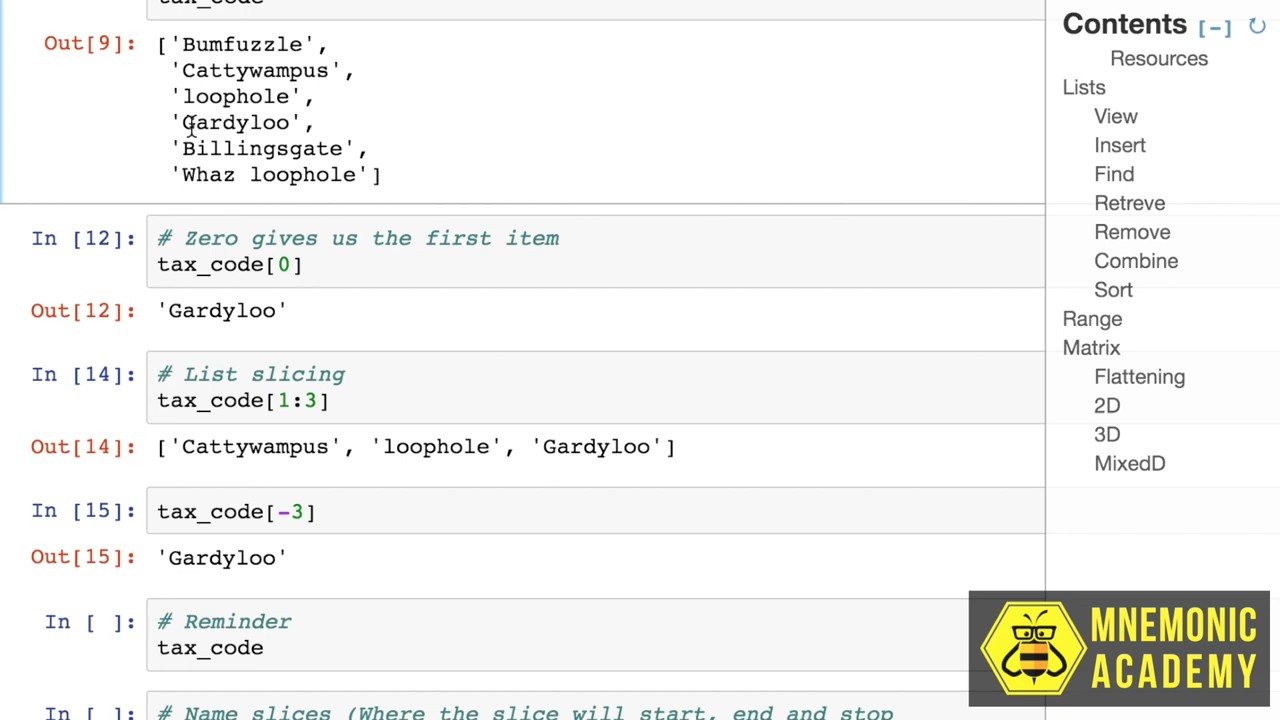 tax_code
Out[9]: ['Bumfuzzle',
'Cattywampus',
'loophole',
'Gardyloo',
'Billingsgate',
'Whaz loophole']
In [12]: # Zero gives us the first item
tax_code[0]
Out[12]: 'Gardyloo'
In [14]: # List slicing
tax_code[1:3]
Out[14]: ['Cattywampus', 'loophole', 'Gardyloo']
In [15]: tax_code[-3]
Out[15]: 'Gardyloo'
In [ ]: # Reminder
tax_code
In [ ]: # Name slices (Where the slice will start, end and stop
Contents [-] ↻
Resources
Lists
View
Insert
Find
Retreve
Remove
Combine
Sort
Range
Matrix
Flattening
2D
3D
MixedD
MNEMONIC
ACADEMY